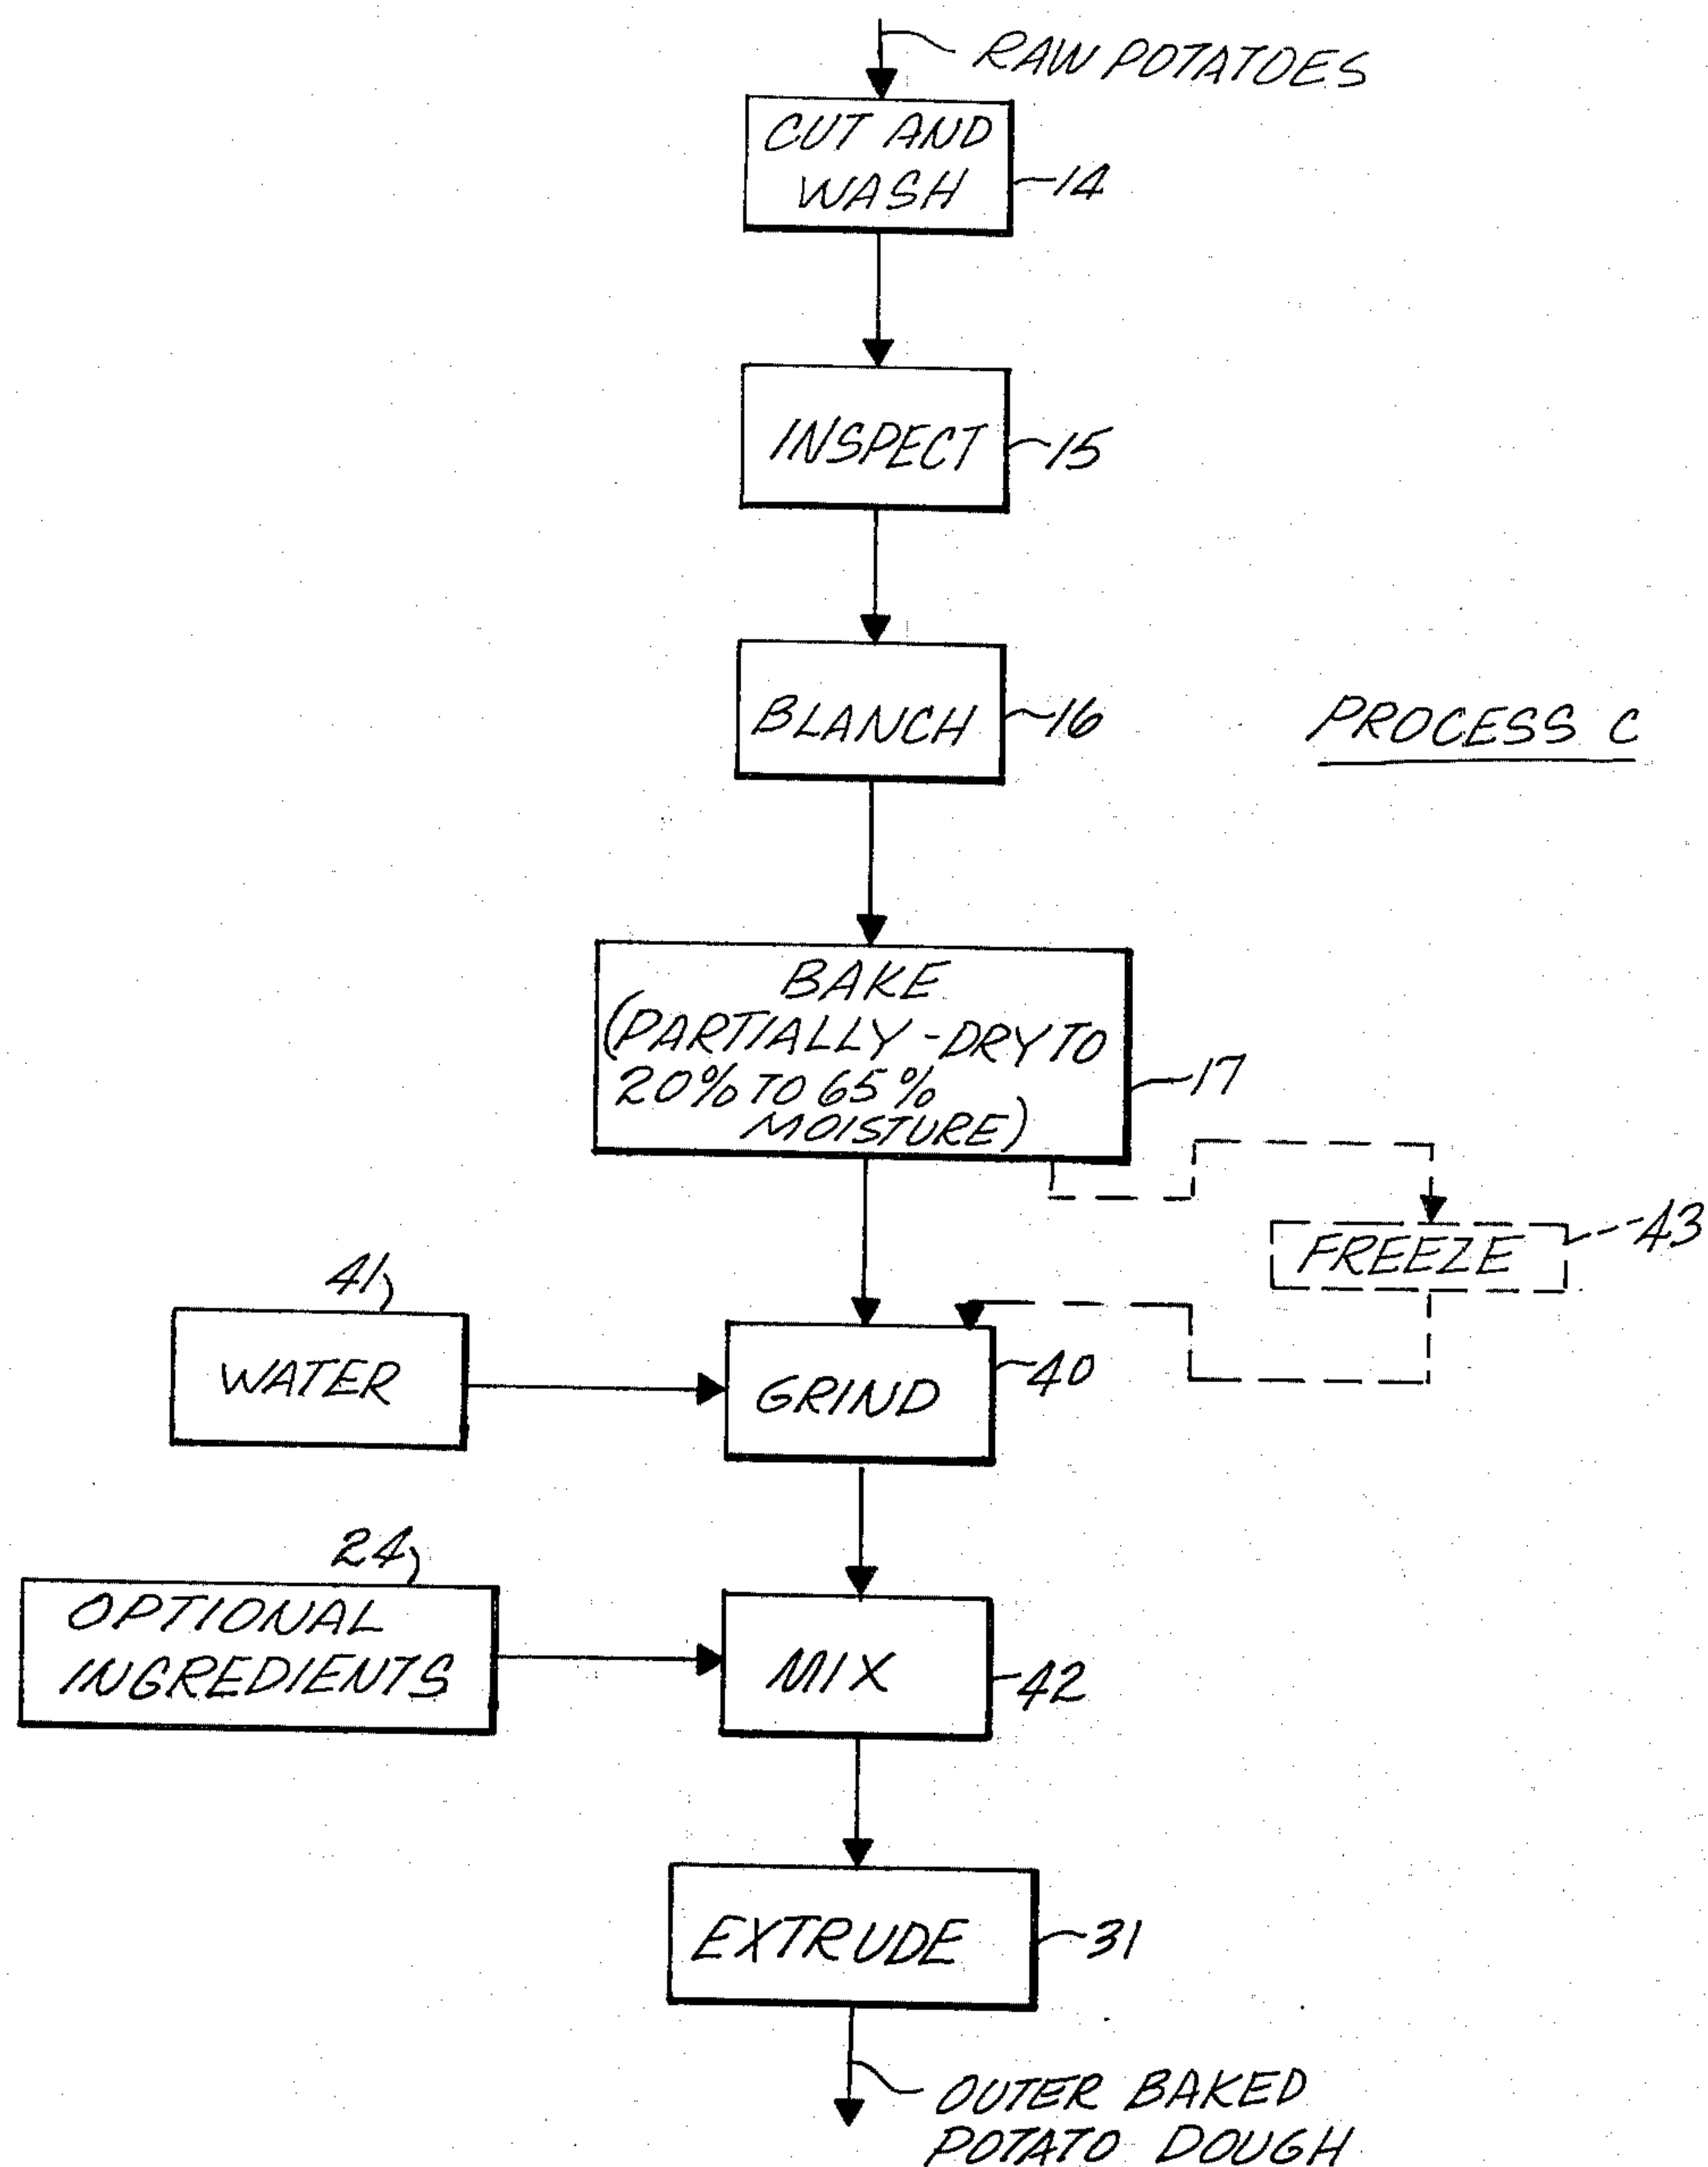 RAW POTATOES
CUT AND
WASH
14
INSPECT
15
BLANCH
16
PROCESS C
BAKE
(PARTIALLY-DRY TO
20% TO 65%
MOISTURE)
17
FREEZE
43
41
WATER
GRIND
40
24
OPTIONAL
INGREDIENTS
MIX
42
EXTRUDE
31
OUTER BAKED
POTATO DOUGH